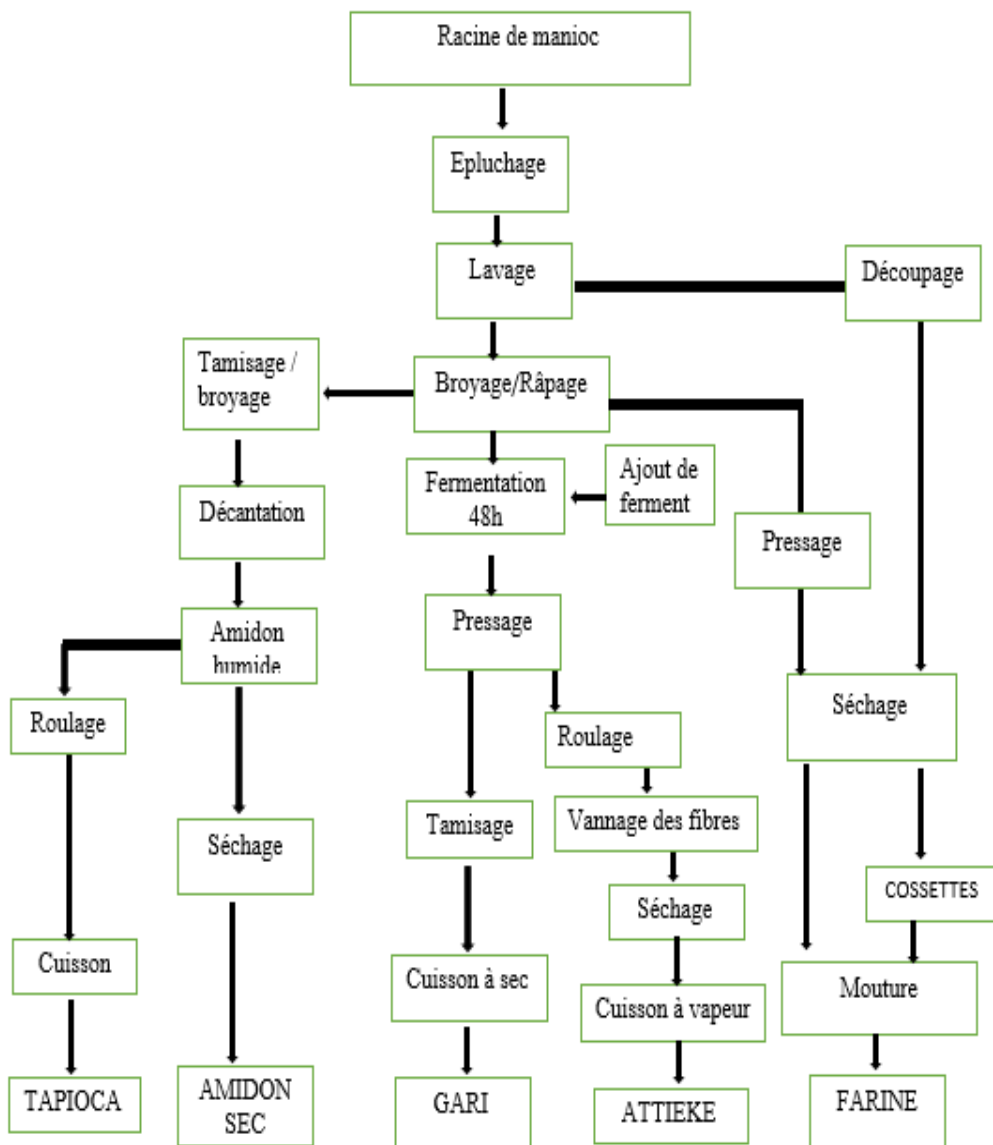 Racine de manioc
Epluchage
Lavage
Découpage
Tamisage /
broyage
Broyage/Râpage
Fermentation
48h
Ajout de
ferment
Décantation
Pressage
Pressage
Amidon
humide
Roulage
Séchage
Roulage
Tamisage
Vannage des fibres
Séchage
COSSETTES
Séchage
Cuisson
Cuisson à sec
Cuisson à vapeur
Mouture
TAPIOCA
AMIDON
SEC
GARI
ATTIEKE
FARINE